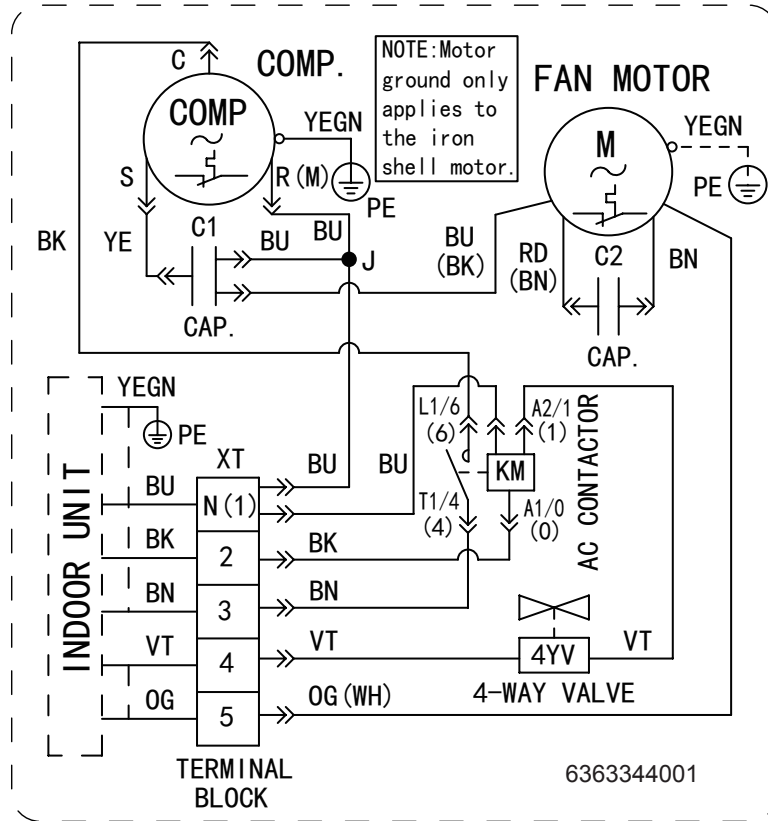 C
COMP.
COMP
YEGN
S
R(M)
PE
NOTE:Motor
ground only
applies to
the iron
shell motor.
FAN MOTOR
M
YEGN
PE
BK
YE
C1
BU
BU
J
CAP.
BU
(BK)
RD
(BN)
C2
BN
CAP.
INDOOR UNIT
YEGN
PE
XT
BU
N(1)
BU
BU
BK
2
BK
BN
3
BN
VT
4
VT
OG
5
OG(WH)
TERMINAL
BLOCK
L1/6
(6)
A2/1
(1)
KM
T1/4
(4)
A1/0
(0)
AC CONTACTOR
4YV
VT
4-WAY VALVE
6363344001